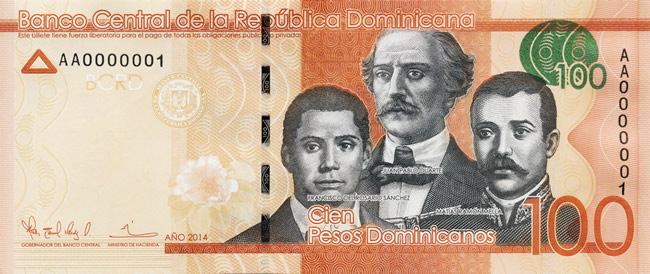 Banco Central de la República Dominicana
Este billete tiene fuerza liberatoria para el pago de todas las obligaciones públicas o privadas
AA0000001
BCRD
100
AA0000001
JUAN PABLO DUARTE
FRANCISCO DEL ROSARIO SÁNCHEZ
MATÍAS RAMÓN MELLA
Cien
Pesos Dominicanos
100
GOBERNADOR DEL BANCO CENTRAL
MINISTRO DE HACIENDA
AÑO 2014